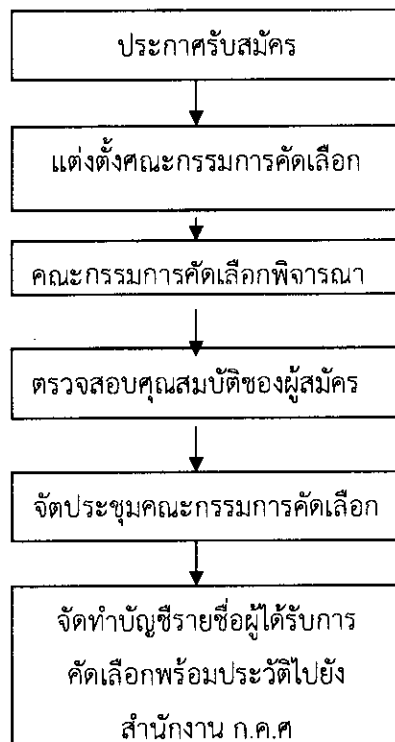 ประกาศรับสมัคร
แต่งตั้งคณะกรรมการคัดเลือก
คณะกรรมการคัดเลือกพิจารณา
ตรวจสอบคุณสมบัติของผู้สมัคร
จัดประชุมคณะกรรมการคัดเลือก
จัดทำบัญชีรายชื่อผู้ได้รับการ
คัดเลือกพร้อมประวัติไปยัง
สำนักงาน ก.ค.ศ